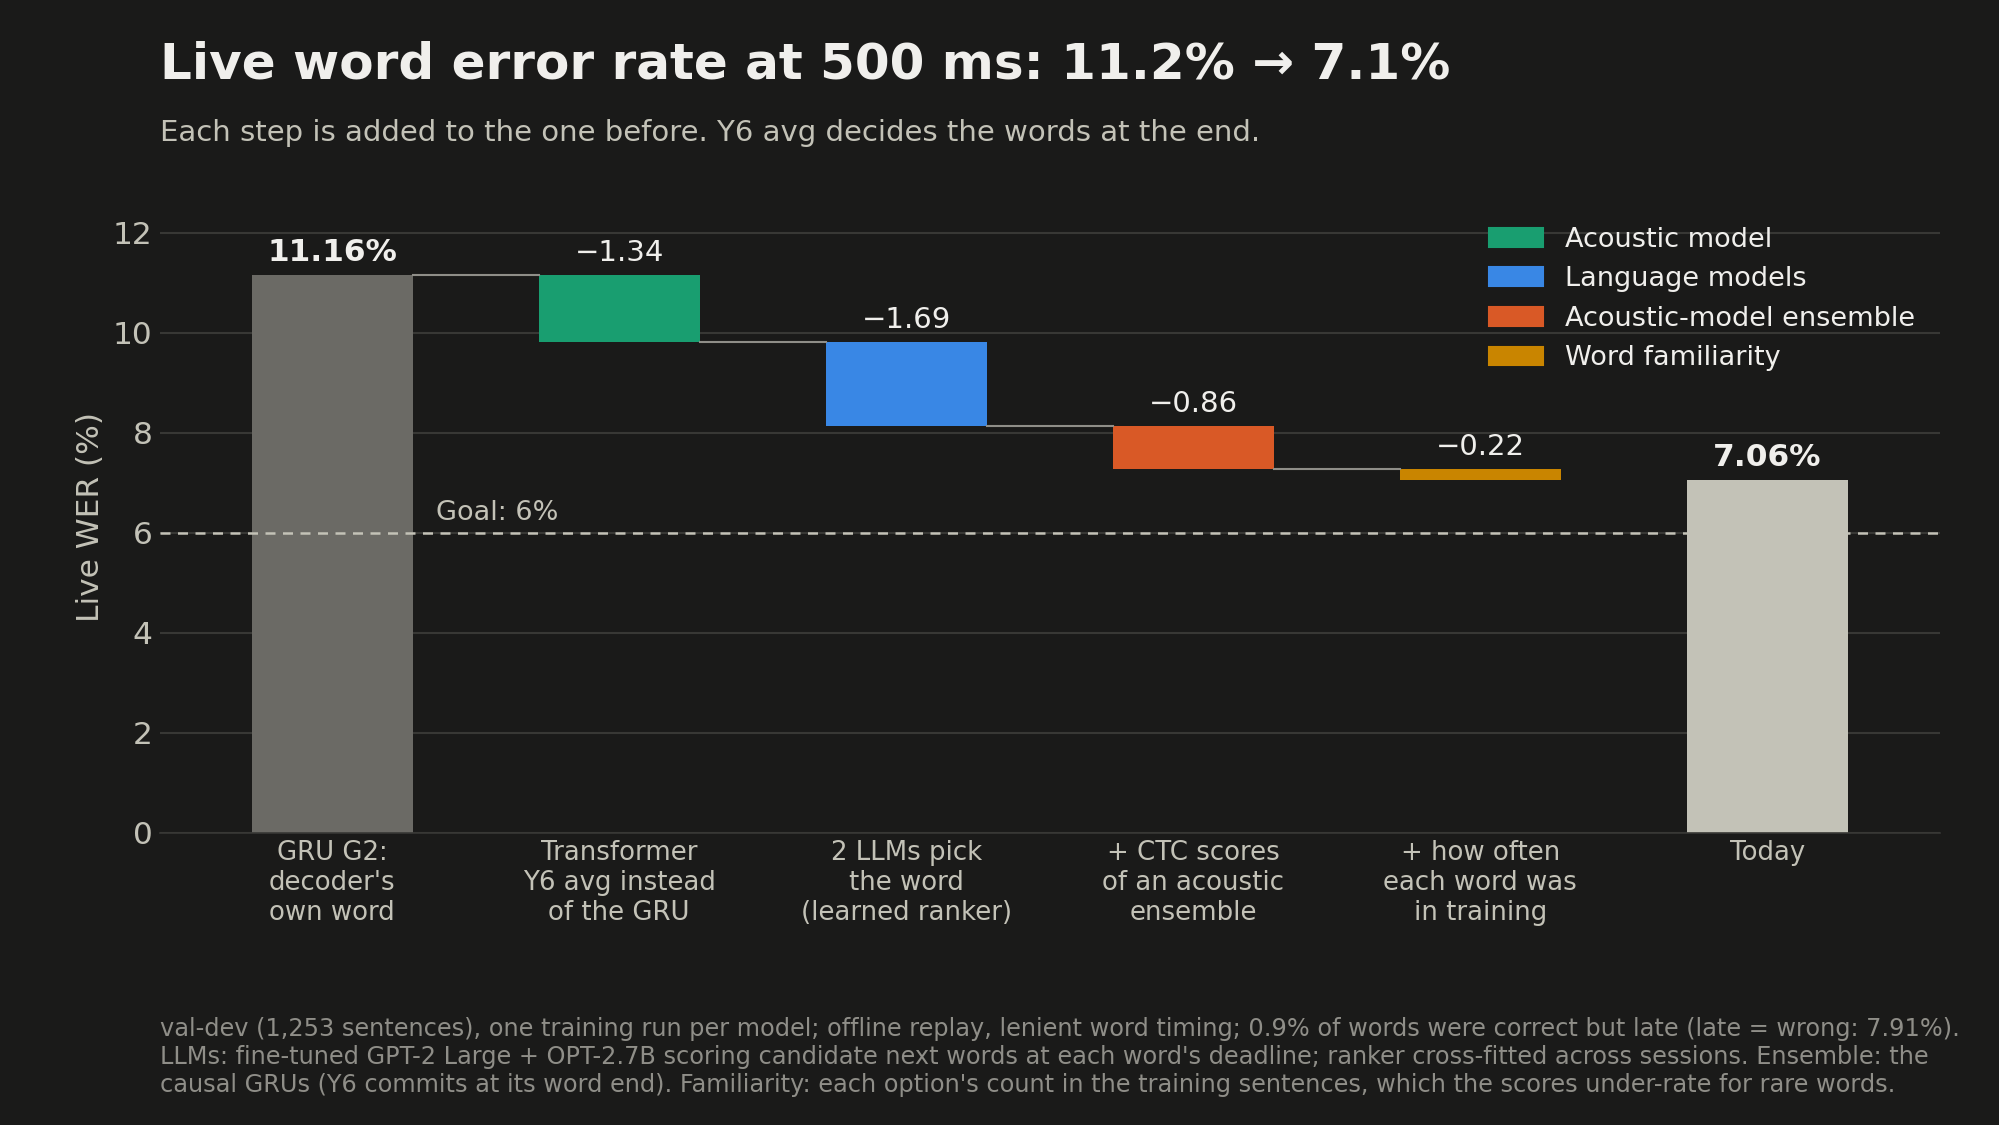 Live word error rate at 500 ms: 11.2% → 7.1%
Each step is added to the one before. Y6 avg decides the words at the end.
Live WER (%)
12
10
8
6
4
2
0
11.16%
−1.34
−1.69
−0.86
−0.22
7.06%
Goal: 6%
Acoustic model
Language models
Acoustic-model ensemble
Word familiarity
GRU G2:
decoder's
own word
Transformer
Y6 avg instead
of the GRU
2 LLMs pick
the word
(learned ranker)
+ CTC scores
of an acoustic
ensemble
+ how often
each word was
in training
Today
val-dev (1,253 sentences), one training run per model; offline replay, lenient word timing; 0.9% of words were correct but late (late = wrong: 7.91%).
LLMs: fine-tuned GPT-2 Large + OPT-2.7B scoring candidate next words at each word's deadline; ranker cross-fitted across sessions. Ensemble: the
causal GRUs (Y6 commits at its word end). Familiarity: each option's count in the training sentences, which the scores under-rate for rare words.